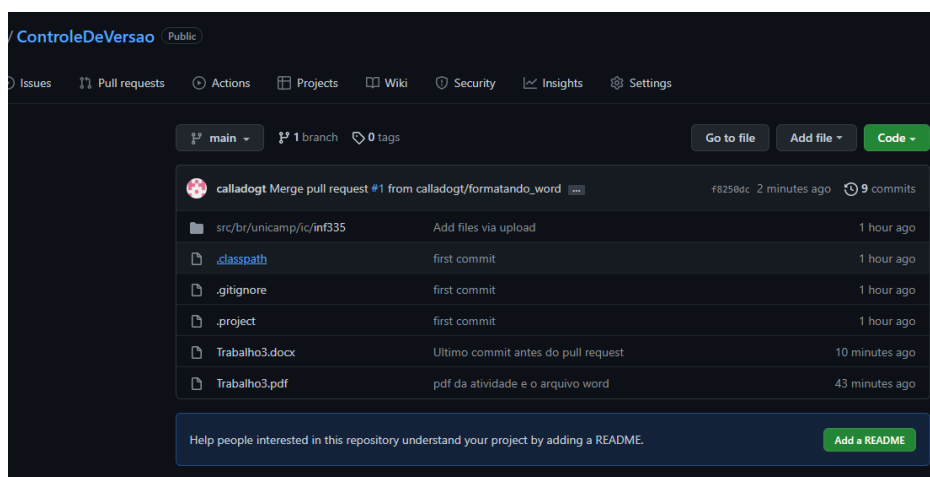 / ControleDeVersao Public
Issues Pull requests Actions Projects Wiki Security Insights Settings
main 1 branch 0 tags Go to file Add file Code
calladogt Merge pull request #1 from calladogt/formatando_word ... f8250dc 2 minutes ago 9 commits
src/br/unicamp/ic/inf335 Add files via upload 1 hour ago
.classpath first commit 1 hour ago
.gitignore first commit 1 hour ago
.project first commit 1 hour ago
Trabalho3.docx Ultimo commit antes do pull request 10 minutes ago
Trabalho3.pdf pdf da atividade e o arquivo word 43 minutes ago
Help people interested in this repository understand your project by adding a README. Add a README